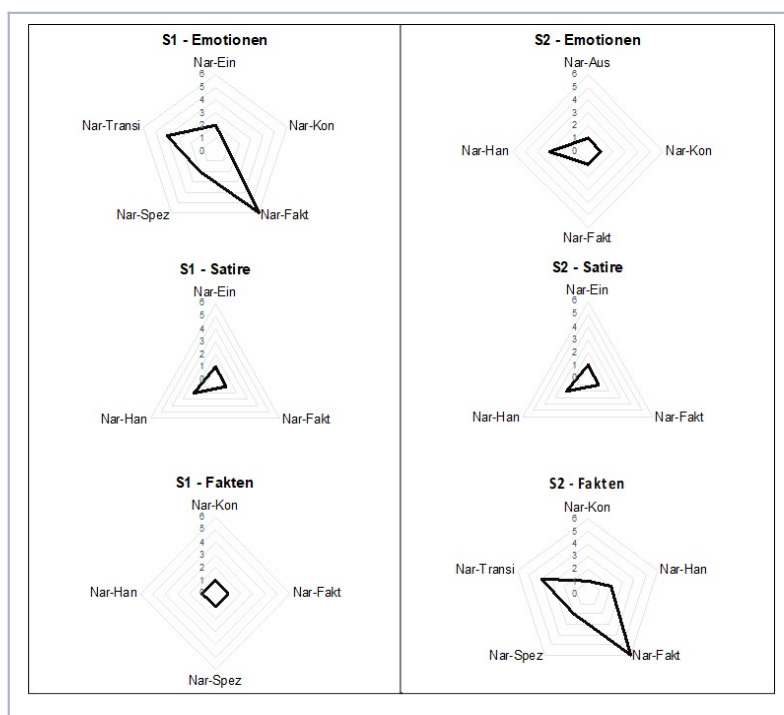 S1 - Emotionen
Nar-Ein
6
5
4
3
2
1
0
Nar-Transi
Nar-Kon
Nar-Spez
Nar-Fakt
S1 - Satire
Nar-Ein
6
5
4
3
2
1
0
Nar-Han
Nar-Fakt
S1 - Fakten
Nar-Kon
6
5
4
3
2
1
0
Nar-Han
Nar-Fakt
Nar-Spez
S2 - Emotionen
Nar-Aus
6
5
4
3
2
1
0
Nar-Han
Nar-Kon
Nar-Fakt
S2 - Satire
Nar-Ein
6
5
4
3
2
1
0
Nar-Han
Nar-Fakt
S2 - Fakten
Nar-Kon
6
5
4
3
2
1
0
Nar-Transi
Nar-Han
Nar-Spez
Nar-Fakt